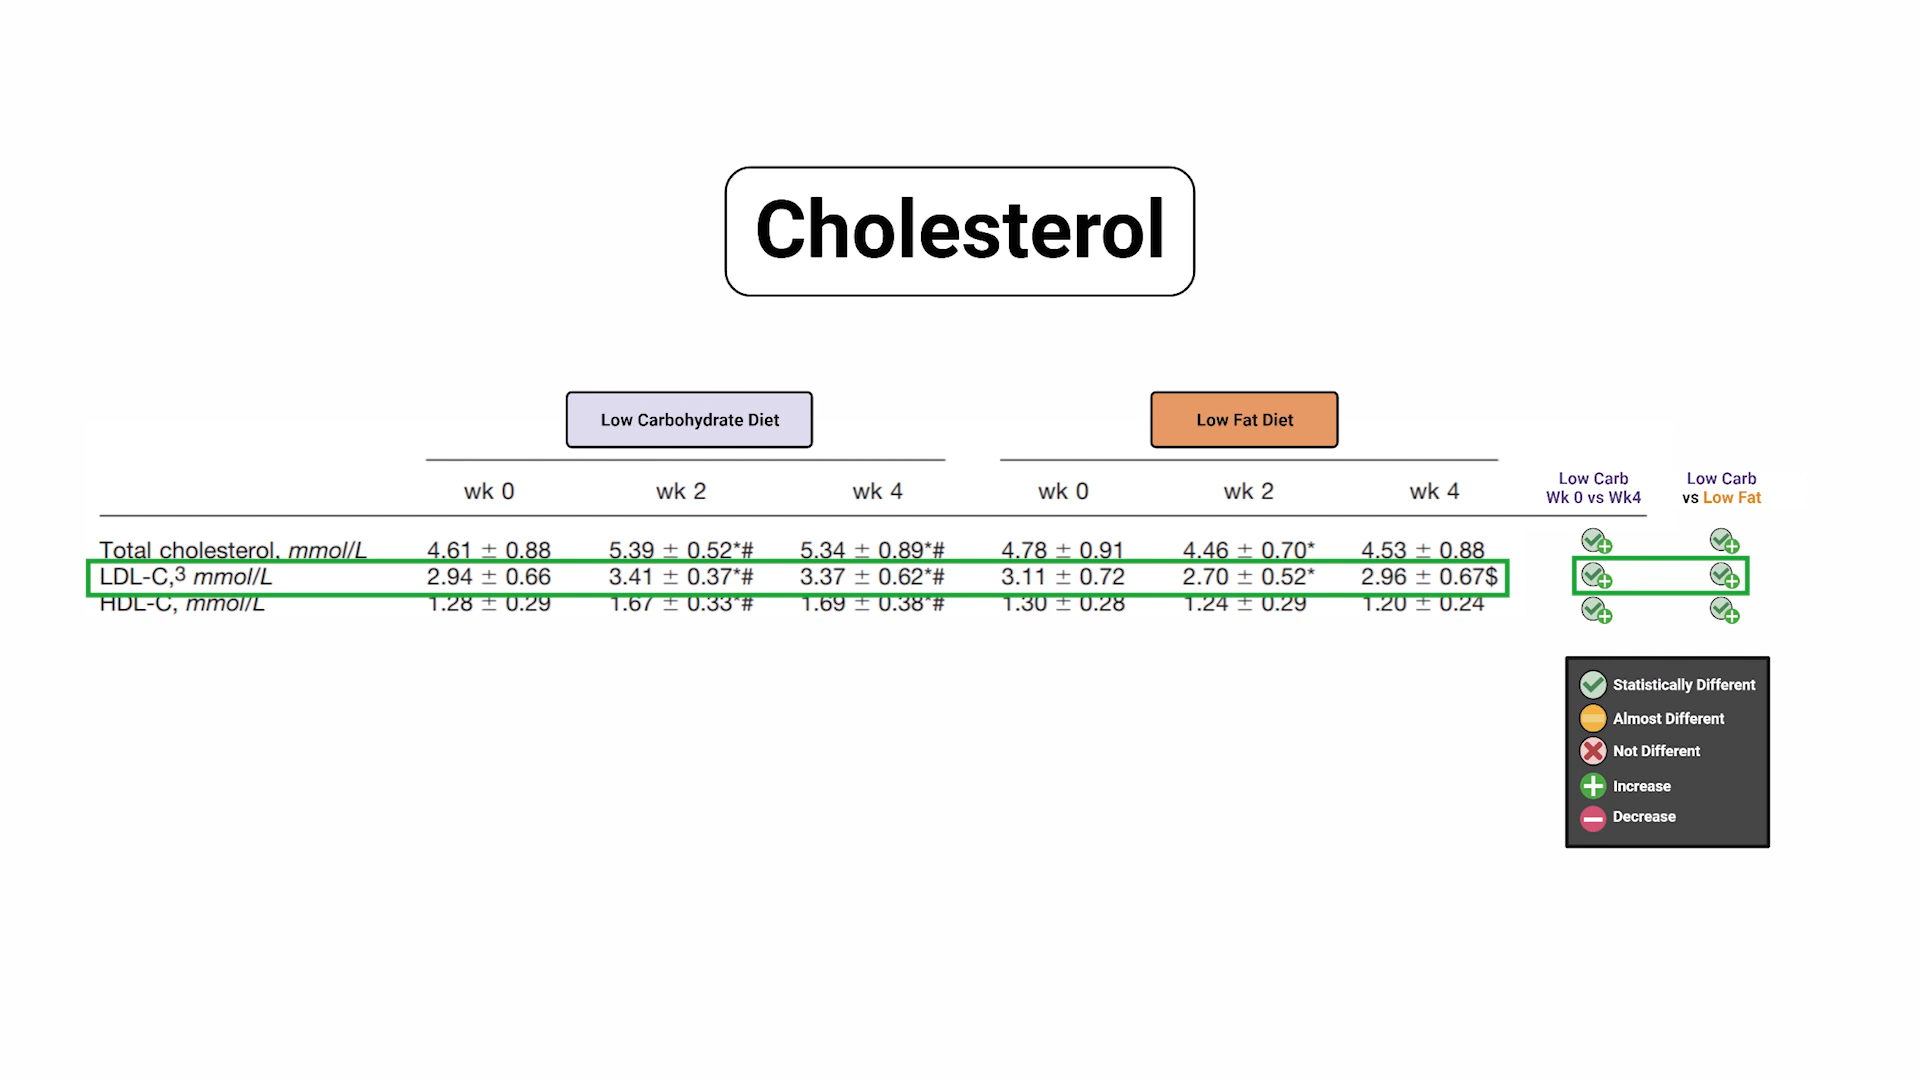 Cholesterol
Low Carbohydrate Diet Low Fat Diet
wk 0 wk 2 wk 4 wk 0 wk 2 wk 4
Low Carb
Wk 0 vs Wk4
Low Carb
vs Low Fat
Total cholesterol, mmol/L 4.61 ± 0.88 5.39 ± 0.52*# 5.34 ± 0.89*# 4.78 ± 0.91 4.46 ± 0.70* 4.53 ± 0.88
LDL-C,³ mmol/L 2.94 ± 0.66 3.41 ± 0.37*# 3.37 ± 0.62*# 3.11 ± 0.72 2.70 ± 0.52* 2.96 ± 0.67$
HDL-C, mmol/L 1.28 ± 0.29 1.67 ± 0.33*# 1.69 ± 0.38*# 1.30 ± 0.28 1.24 ± 0.29 1.20 ± 0.24
Statistically Different
Almost Different
Not Different
Increase
Decrease